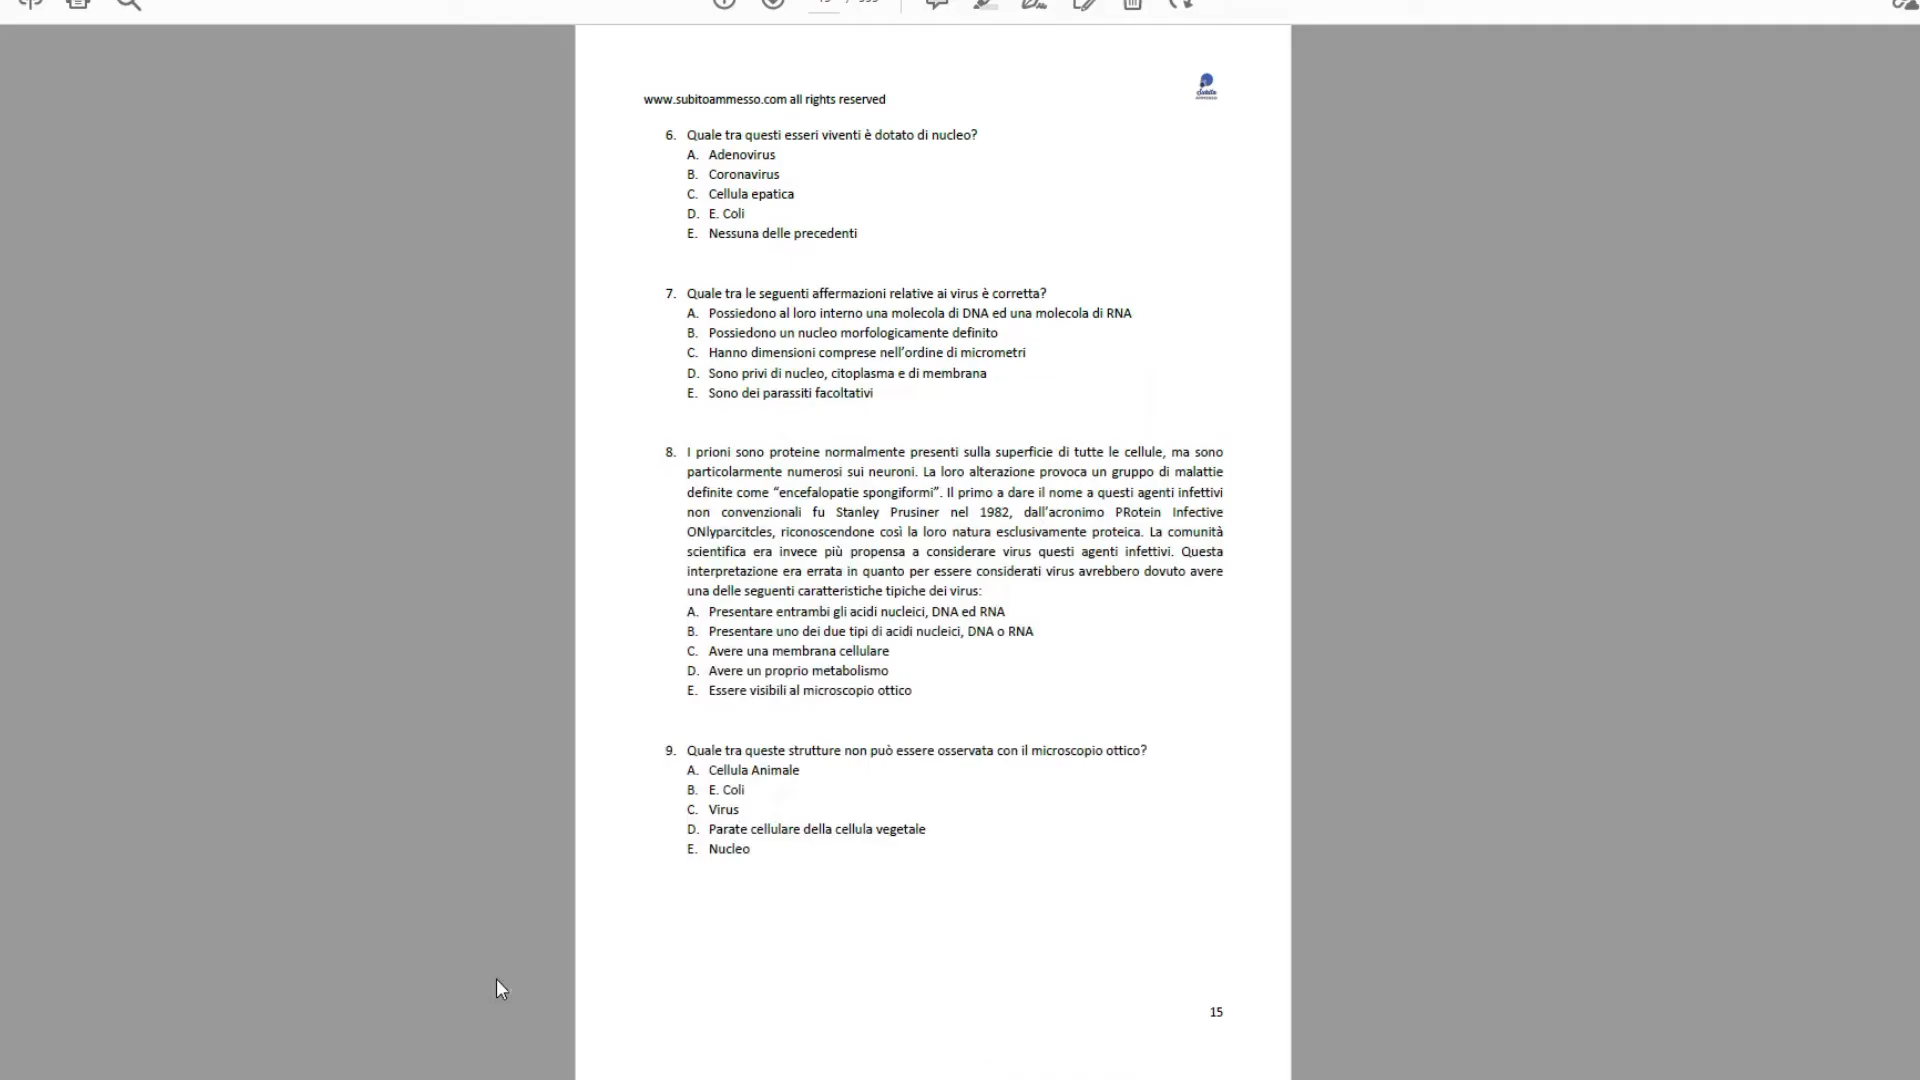 www.subitoammesso.com all rights reserved
6. Quale tra questi esseri viventi è dotato di nucleo?
A. Adenovirus
B. Coronavirus
C. Cellula epatica
D. E. Coli
E. Nessuna delle precedenti
7. Quale tra le seguenti affermazioni relative ai virus è corretta?
A. Possiedono al loro interno una molecola di DNA ed una molecola di RNA
B. Possiedono un nucleo morfologicamente definito
C. Hanno dimensioni comprese nell’ordine di micrometri
D. Sono privi di nucleo, citoplasma e di membrana
E. Sono dei parassiti facoltativi
8. I prioni sono proteine normalmente presenti sulla superficie di tutte le cellule, ma sono
particolarmente numerosi sui neuroni. La loro alterazione provoca un gruppo di malattie
definite come “encefalopatie spongiformi”. Il primo a dare il nome a questi agenti infettivi
non convenzionali fu Stanley Prusiner nel 1982, dall’acronimo PRotein Infective
ONlyparcitcles, riconoscendone così la loro natura esclusivamente proteica. La comunità
scientifica era invece più propensa a considerare virus questi agenti infettivi. Questa
interpretazione era errata in quanto per essere considerati virus avrebbero dovuto avere
una delle seguenti caratteristiche tipiche dei virus:
A. Presentare entrambi gli acidi nucleici, DNA ed RNA
B. Presentare uno dei due tipi di acidi nucleici, DNA o RNA
C. Avere una membrana cellulare
D. Avere un proprio metabolismo
E. Essere visibili al microscopio ottico
9. Quale tra queste strutture non può essere osservata con il microscopio ottico?
A. Cellula Animale
B. E. Coli
C. Virus
D. Parate cellulare della cellula vegetale
E. Nucleo
15